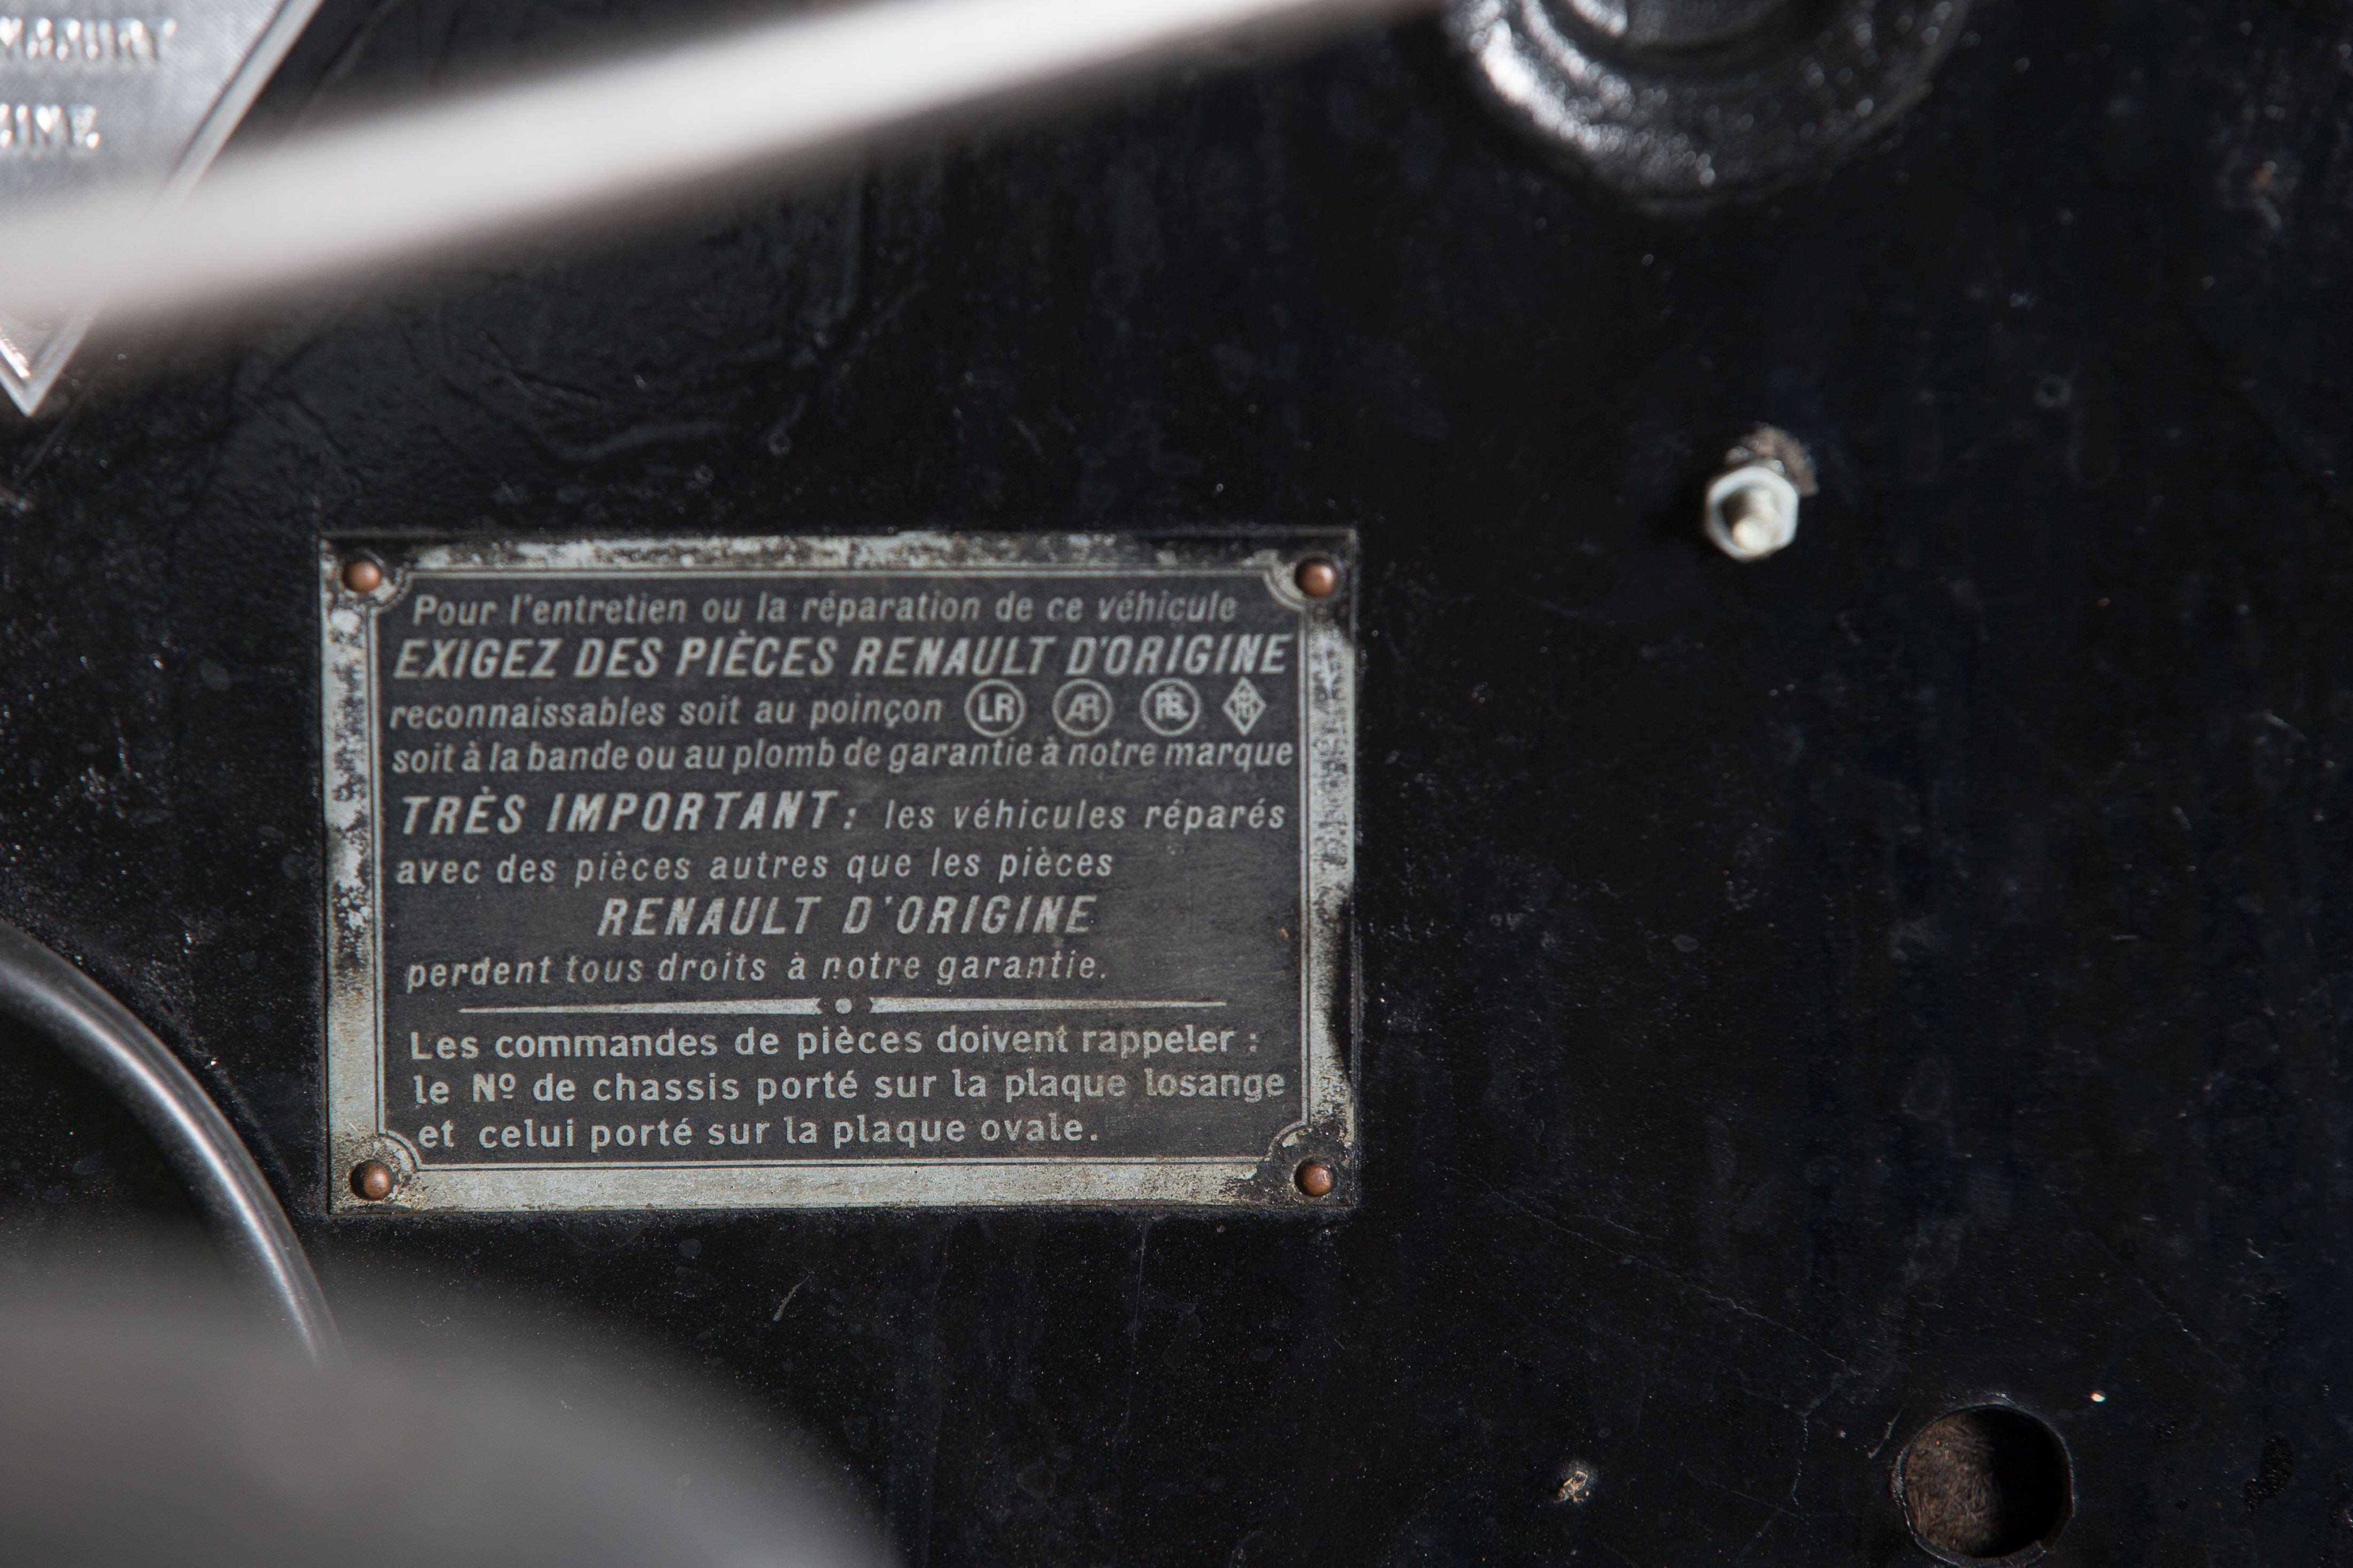 Pour l'entretien ou la réparation de ce véhicule
EXIGEZ DES PIÈCES RENAULT D'ORIGINE
reconnaissables soit au poinçon LR AR
soit à la bande ou au plomb de garantie à notre marque
TRÈS IMPORTANT: les véhicules réparés
avec des pièces autres que les pièces
RENAULT D'ORIGINE
perdent tous droits à notre garantie.
Les commandes de pièces doivent rappeler :
le Nº de chassis porté sur la plaque losange
et celui porté sur la plaque ovale.